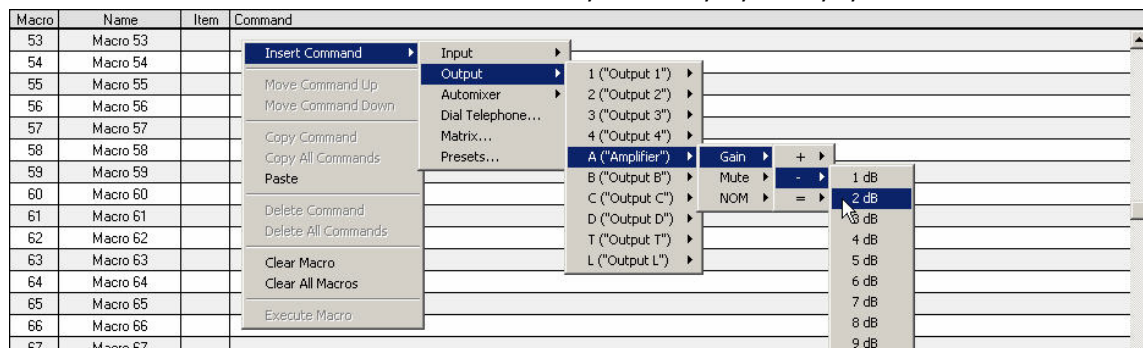 Macro Name Item Command
53 Macro 53
54 Macro 54
55 Macro 55
56 Macro 56
57 Macro 57
58 Macro 58
59 Macro 59
60 Macro 60
61 Macro 61
62 Macro 62
63 Macro 63
64 Macro 64
65 Macro 65
66 Macro 66
67 Macro 67
Insert Command
Move Command Up
Move Command Down
Copy Command
Copy All Commands
Paste
Delete Command
Delete All Commands
Clear Macro
Clear All Macros
Execute Macro
Input
Output
Automixer
Dial Telephone...
Matrix...
Presets...
1 ("Output 1")
2 ("Output 2")
3 ("Output 3")
4 ("Output 4")
A ("Amplifier")
B ("Output B")
C ("Output C")
D ("Output D")
T ("Output T")
L ("Output L")
Gain
Mute
NOM
+
-
=
1 dB
2 dB
3 dB
4 dB
5 dB
6 dB
7 dB
8 dB
9 dB